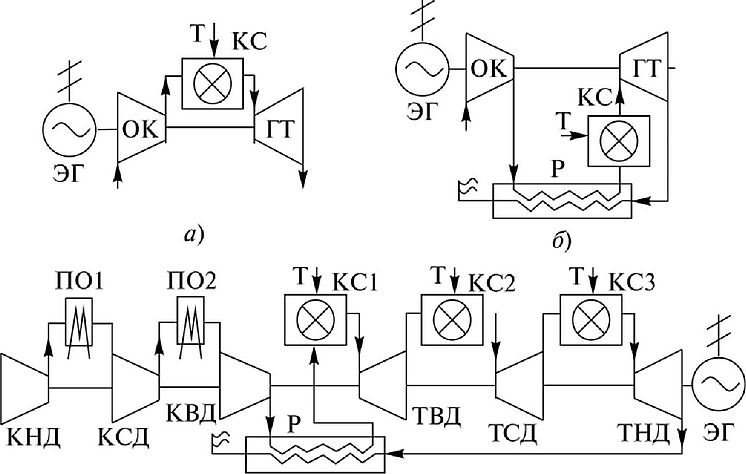 Т КС
ОК ГТ
ЭГ
а)
ОК ГТ
ЭГ КС
Т
Р
б)
ПО1 ПО2 Т КС1 Т КС2 Т КС3
КНД КСД КВД Р ТВД ТСД ТНД ЭГ